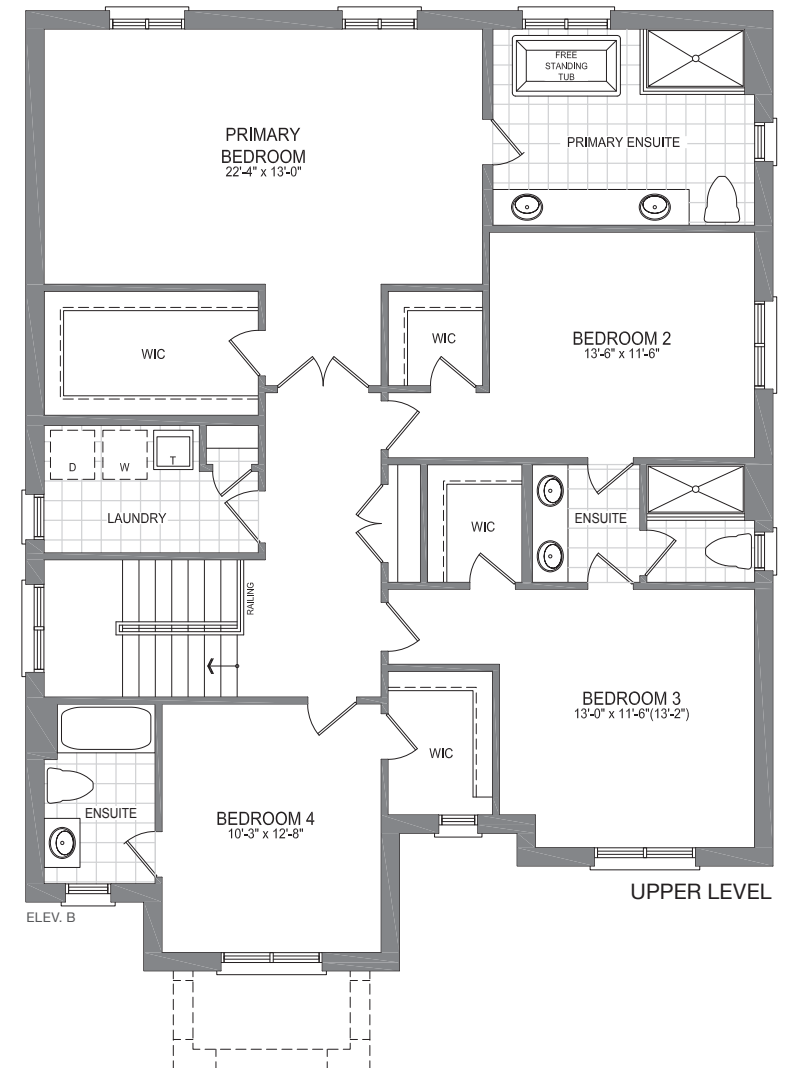 FREE
STANDING
TUB
PRIMARY
BEDROOM
22'-4" x 13'-0"
PRIMARY ENSUITE
WIC
WIC
BEDROOM 2
13'-6" x 11'-6"
D
W
T
LAUNDRY
WIC
ENSUITE
RAILING
BEDROOM 3
13'-0" x 11'-6"(13'-2")
WIC
ENSUITE
BEDROOM 4
10'-3" x 12'-8"
UPPER LEVEL
ELEV. B